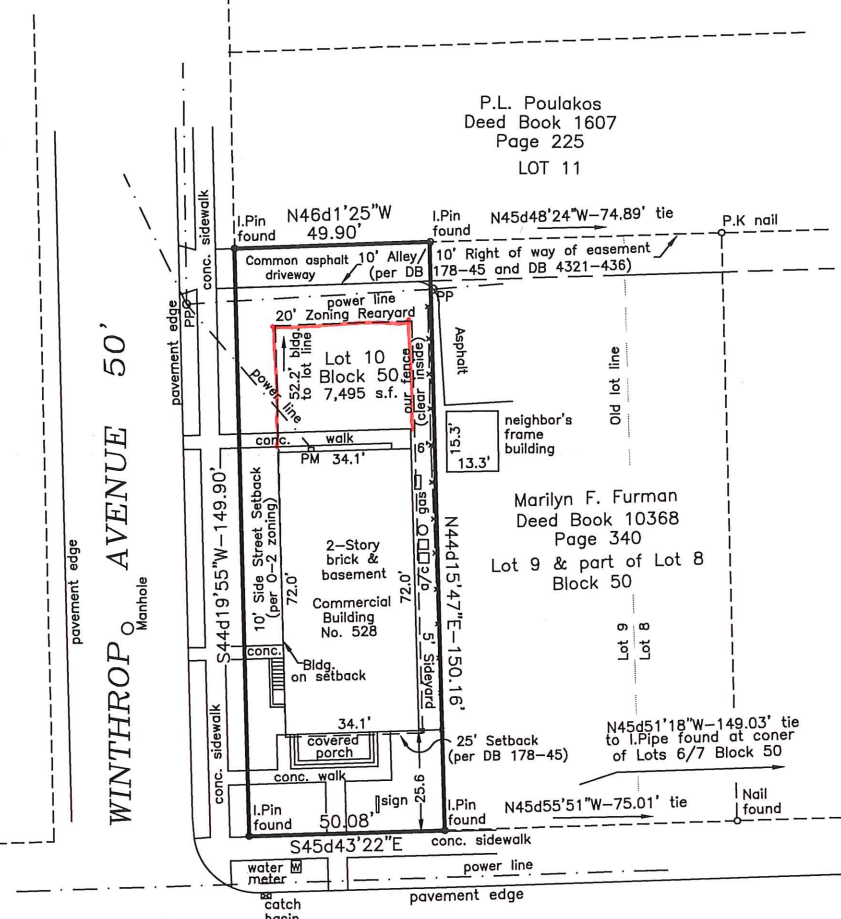 P.L. Poulakos
Deed Book 1607
Page 225
LOT 11
conc. sidewalk
I.Pin
found
N46d1'25"W
49.90'
I.Pin
found
N45d48'24"W-74.89' tie
P.K nail
Common asphalt
driveway
10' Alley/
(per DB
10' Right of way of easement
178-45 and DB 4321-436)
pavement edge
PP
power line
PP
20' Zoning Rearyard
52.2' bldg.
to lot line
Lot 10
Block 50
7,495 s.f.
our fence
(clear inside)
Asphalt
Old lot line
power line
conc. walk
PM 34.1'
6'
15.3'
13.3'
neighbor's
frame
building
WINTHROP AVENUE 50'
pavement edge
Manhole
S44d19'55"W-149.90'
10' Side Street Setback
(per O-2 zoning)
72.0'
2-Story
brick &
basement
Commercial
Building
No. 528
72.0'
gas
a/c
N44d15'47"E-150.16'
Marilyn F. Furman
Deed Book 10368
Page 340
Lot 9 & part of Lot 8
Block 50
Lot 9
Lot 8
conc.
Bldg.
on setback
5' Sideyard
conc. sidewalk
34.1'
covered
porch
25' Setback
(per DB 178-45)
N45d51'18"W-149.03' tie
to I.Pipe found at coner
of Lots 6/7 Block 50
conc. walk
sign
25.6
I.Pin
found
50.08'
I.Pin
found
N45d55'51"W-75.01' tie
Nail
found
S45d43'22"E
conc. sidewalk
water
meter
W
power line
pavement edge
catch
basin